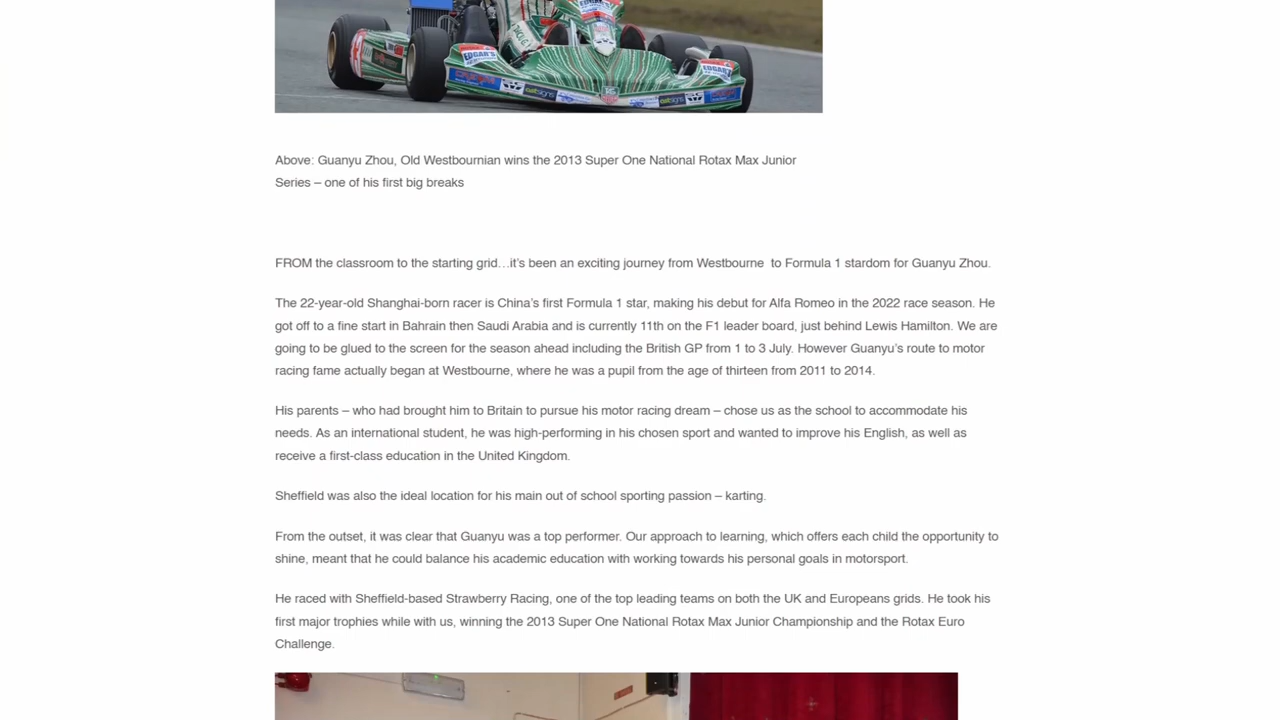 EDGAR'S
EDGAR'S
Above: Guanyu Zhou, Old Westbournian wins the 2013 Super One National Rotax Max Junior
Series – one of his first big breaks
FROM the classroom to the starting grid…it’s been an exciting journey from Westbourne  to Formula 1 stardom for Guanyu Zhou.
The 22-year-old Shanghai-born racer is China’s first Formula 1 star, making his debut for Alfa Romeo in the 2022 race season. He
got off to a fine start in Bahrain then Saudi Arabia and is currently 11th on the F1 leader board, just behind Lewis Hamilton. We are
going to be glued to the screen for the season ahead including the British GP from 1 to 3 July. However Guanyu’s route to motor
racing fame actually began at Westbourne, where he was a pupil from the age of thirteen from 2011 to 2014.
His parents – who had brought him to Britain to pursue his motor racing dream – chose us as the school to accommodate his
needs. As an international student, he was high-performing in his chosen sport and wanted to improve his English, as well as
receive a first-class education in the United Kingdom.
Sheffield was also the ideal location for his main out of school sporting passion – karting.
From the outset, it was clear that Guanyu was a top performer. Our approach to learning, which offers each child the opportunity to
shine, meant that he could balance his academic education with working towards his personal goals in motorsport.
He raced with Sheffield-based Strawberry Racing, one of the top leading teams on both the UK and Europeans grids. He took his
first major trophies while with us, winning the 2013 Super One National Rotax Max Junior Championship and the Rotax Euro
Challenge.